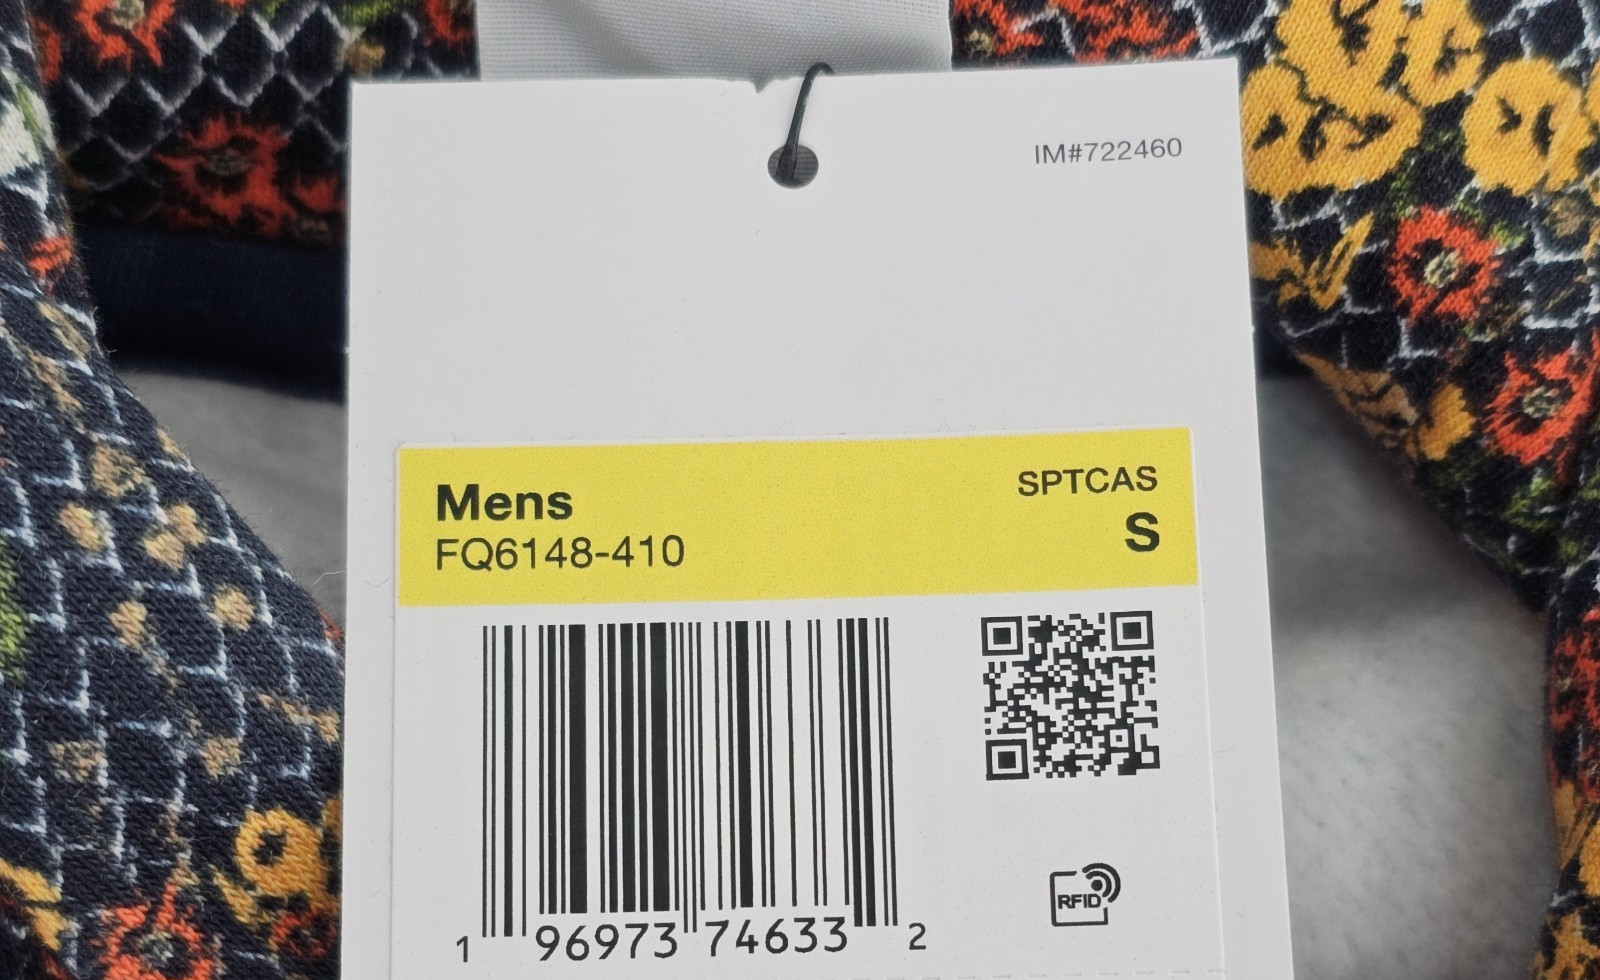 IM#722460
Mens
SPTCAS
FQ6148-410
S
1 96973 74633 2
RFID